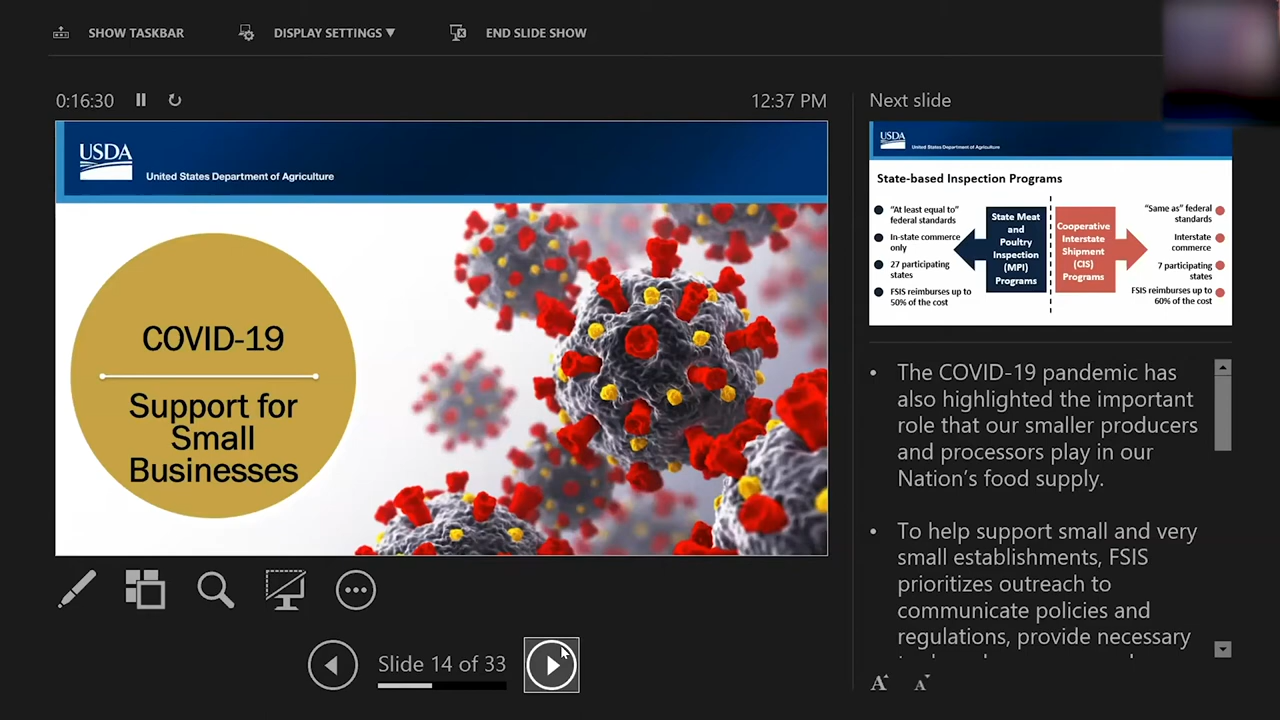 SHOW TASKBAR
DISPLAY SETTINGS ▼
END SLIDE SHOW
0:16:30
12:37 PM
USDA
United States Department of Agriculture
COVID-19
Support for
Small
Businesses
Slide 14 of 33
Next slide
USDA
United States Department of Agriculture
State-based Inspection Programs
"At least equal to"
federal standards
In-state commerce
only
27 participating
states
FSIS reimburses up to
50% of the cost
State Meat
and
Poultry
Inspection
(MPI)
Programs
Cooperative
Interstate
Shipment
(CIS)
Programs
"Same as" federal
standards
Interstate
commerce
7 participating
states
FSIS reimburses up to
60% of the cost
• The COVID-19 pandemic has
also highlighted the important
role that our smaller producers
and processors play in our
Nation's food supply.
• To help support small and very
small establishments, FSIS
prioritizes outreach to
communicate policies and
regulations, provide necessary
A A